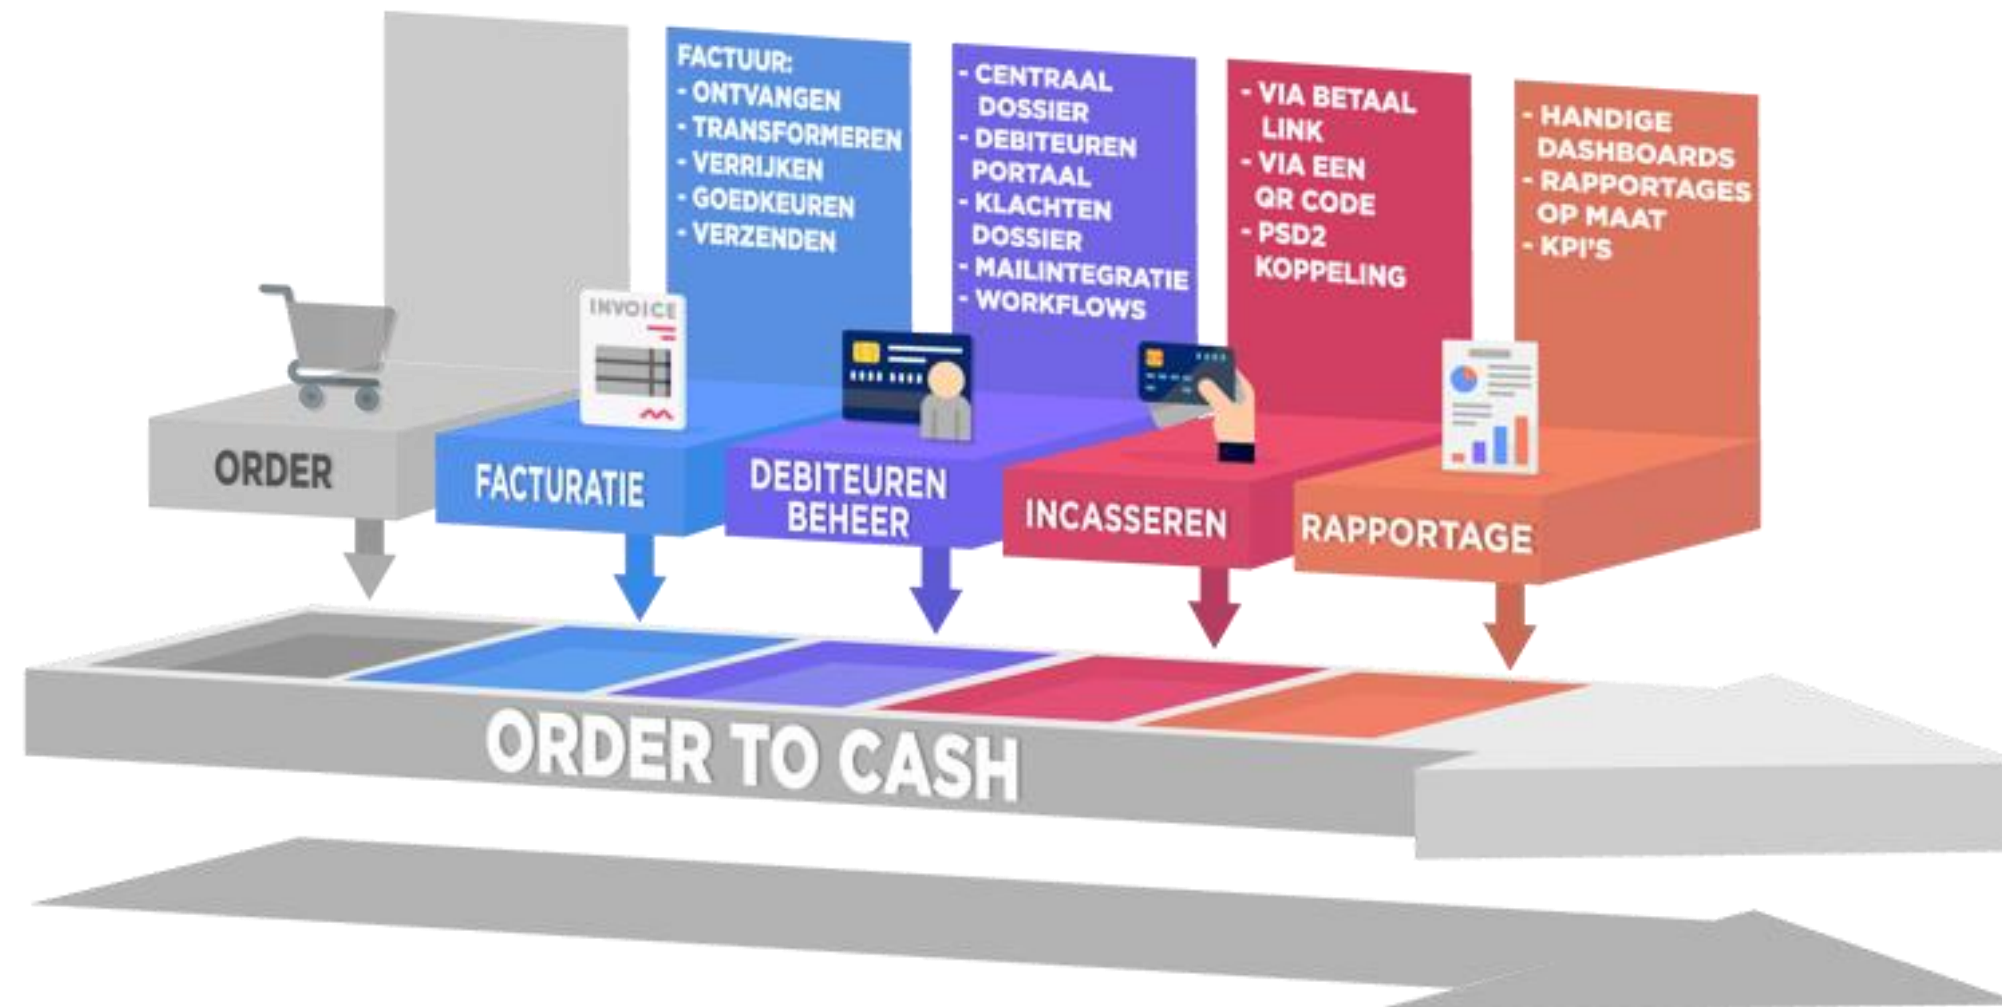 FACTUUR:
- ONTVANGEN
- TRANSFORMEREN
- VERRIJKEN
- GOEDKEUREN
- VERZENDEN
- CENTRAAL
DOSSIER
- DEBITEUREN
PORTAAL
- KLACHTEN
DOSSIER
- MAILINTEGRATIE
- WORKFLOWS
- VIA BETAAL
LINK
- VIA EEN
QR CODE
- PSD2
KOPPELING
- HANDIGE
DASHBOARDS
- RAPPORTAGES
OP MAAT
- KPI'S
INVOICE
ORDER
FACTURATIE
DEBITEUREN
BEHEER
INCASSEREN
RAPPORTAGE
ORDER TO CASH